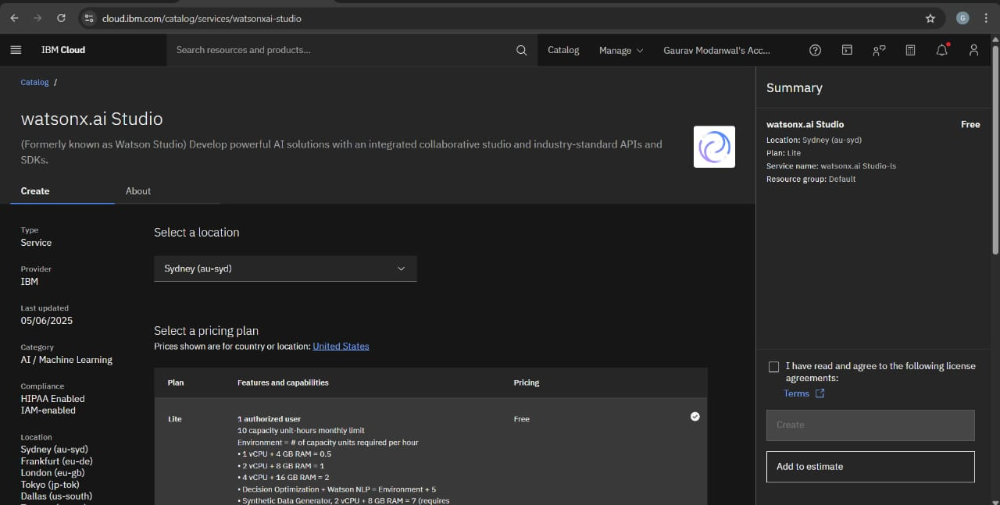 cloud.ibm.com/catalog/services/watsonxai-studio
G
IBM Cloud
Search resources and products...
Catalog
Manage
Gaurav Modanwal's Acc...
Catalog /
watsonx.ai Studio
(Formerly known as Watson Studio) Develop powerful AI solutions with an integrated collaborative studio and industry-standard APIs and
SDKs.
Create
About
Type
Service
Provider
IBM
Last updated
05/06/2025
Category
AI / Machine Learning
Compliance
HIPAA Enabled
IAM-enabled
Location
Sydney (au-syd)
Frankfurt (eu-de)
London (eu-gb)
Tokyo (jp-tok)
Dallas (us-south)
Select a location
Sydney (au-syd)
Select a pricing plan
Prices shown are for country or location: United States
Plan
Features and capabilities
Pricing
Lite
1 authorized user
10 capacity unit-hours monthly limit
Environment = # of capacity units required per hour
• 1 vCPU + 4 GB RAM = 0.5
• 2 vCPU + 8 GB RAM = 1
• 4 vCPU + 16 GB RAM = 2
• Decision Optimization + Watson NLP = Environment + 5
• Synthetic Data Generator, 2 vCPU + 8 GB RAM = 7 (requires
Free
Summary
watsonx.ai Studio
Free
Location: Sydney (au-syd)
Plan: Lite
Service name: watsonx.ai Studio-ls
Resource group: Default
I have read and agree to the following license
agreements:
Terms
Create
Add to estimate